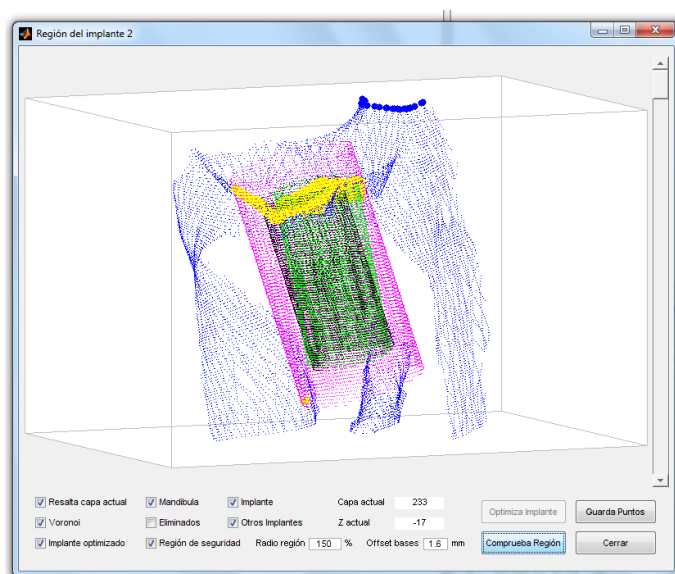 Región del implante 2
Resalta capa actual Mandíbula Implante Capa actual 233 Optimiza Implante Guarda Puntos
Voronoi Eliminados Otros Implantes Z actual -17
Implante optimizado Región de seguridad Radio región 150 % Offset bases 1.6 mm Comprueba Región Cerrar